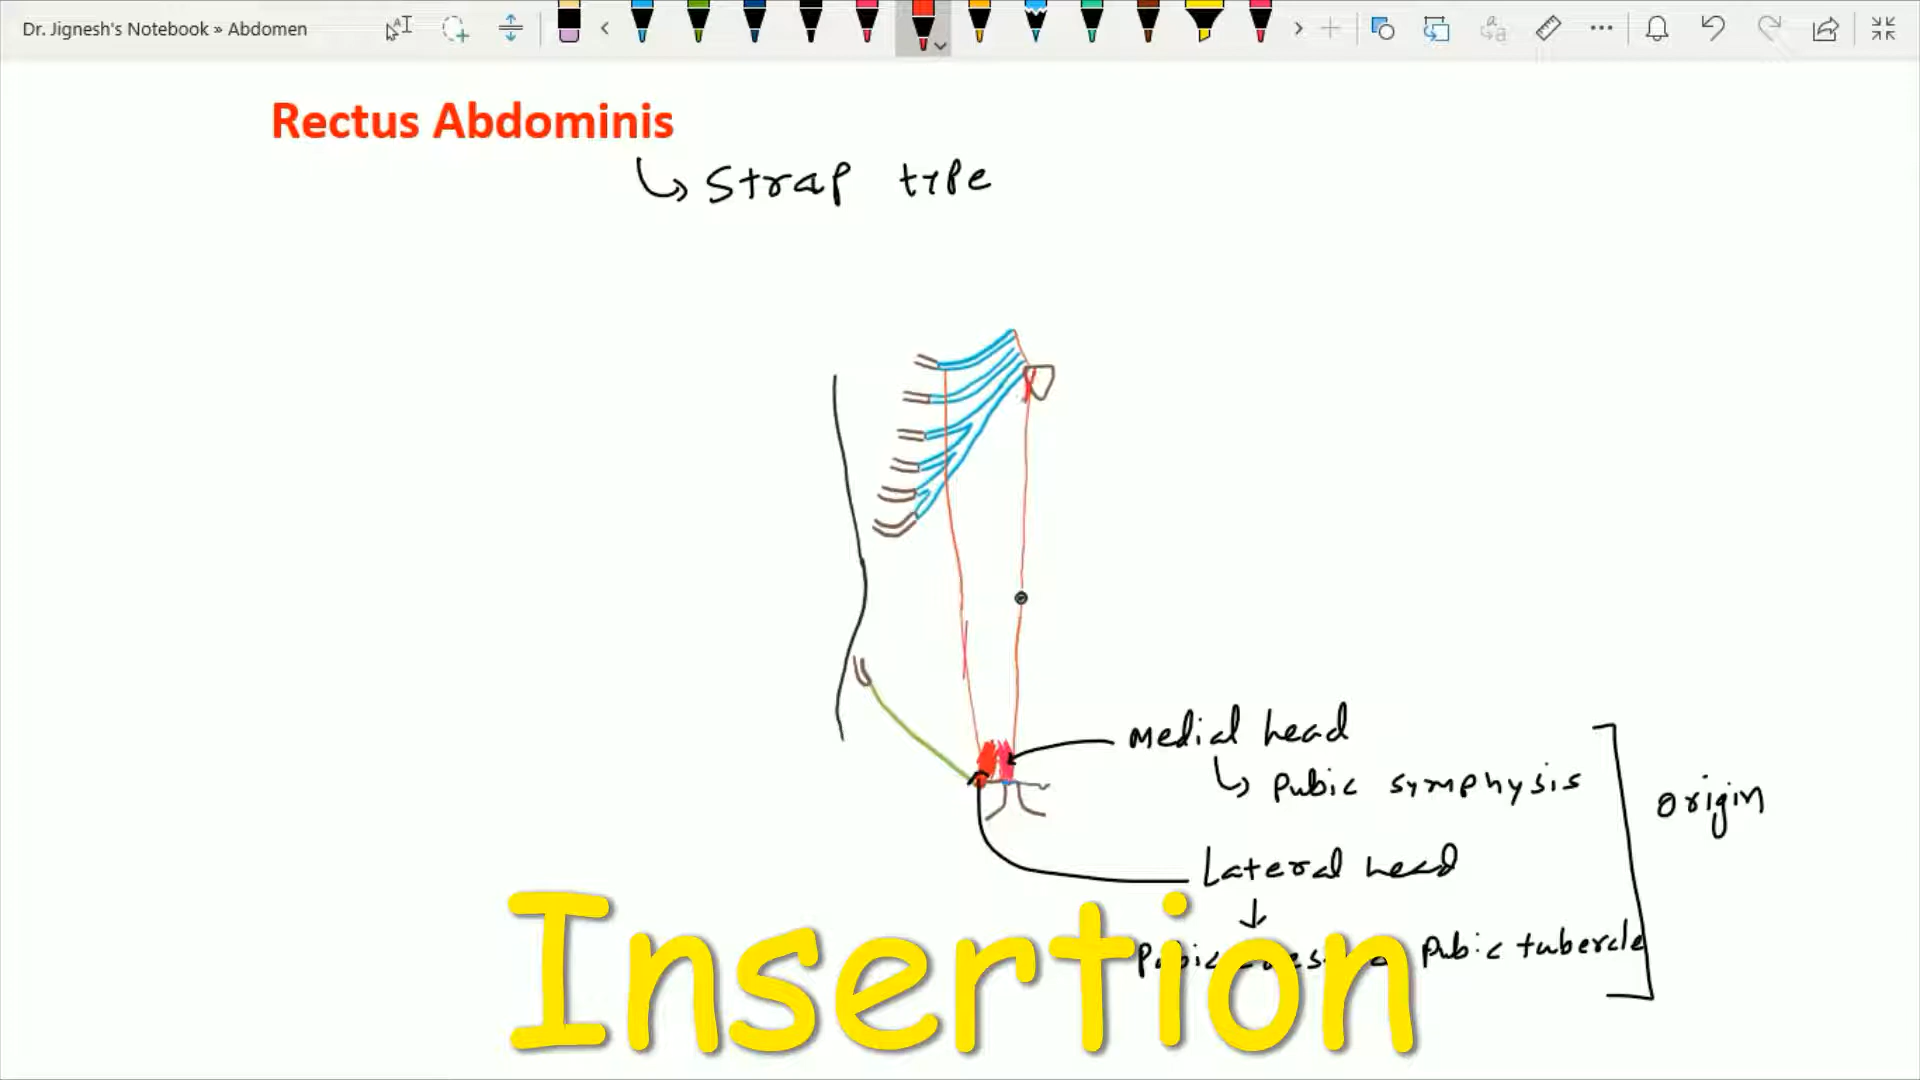 Dr. Jignesh's Notebook » Abdomen
Rectus Abdominis
Strap type
Medial head
Pubic symphysis
origin
Lateral head
Pubic tubercle
Insertion